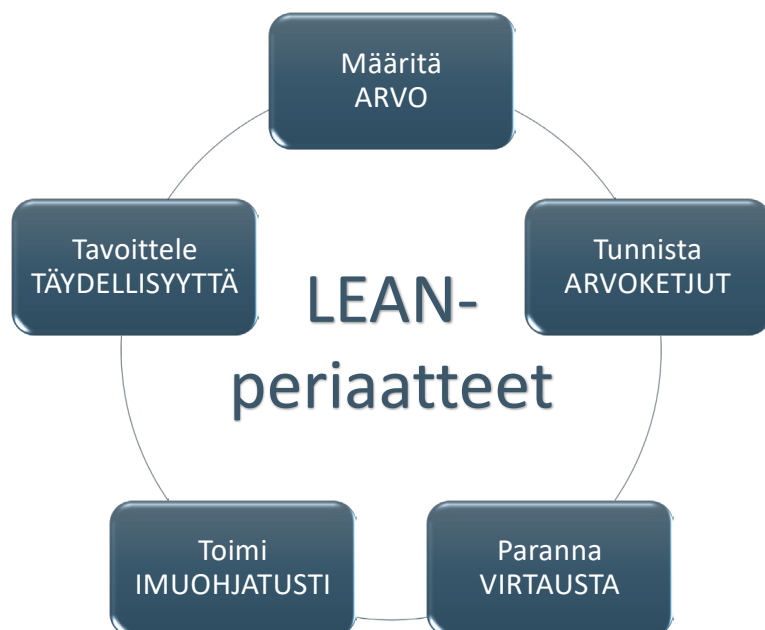 Määritä
ARVO
Tunnista
ARVOKETJUT
Paranna
VIRTAUSTA
Toimi
IMUOHJATUSTI
Tavoittele
TÄYDELLISYYTTÄ
LEAN-
periaatteet